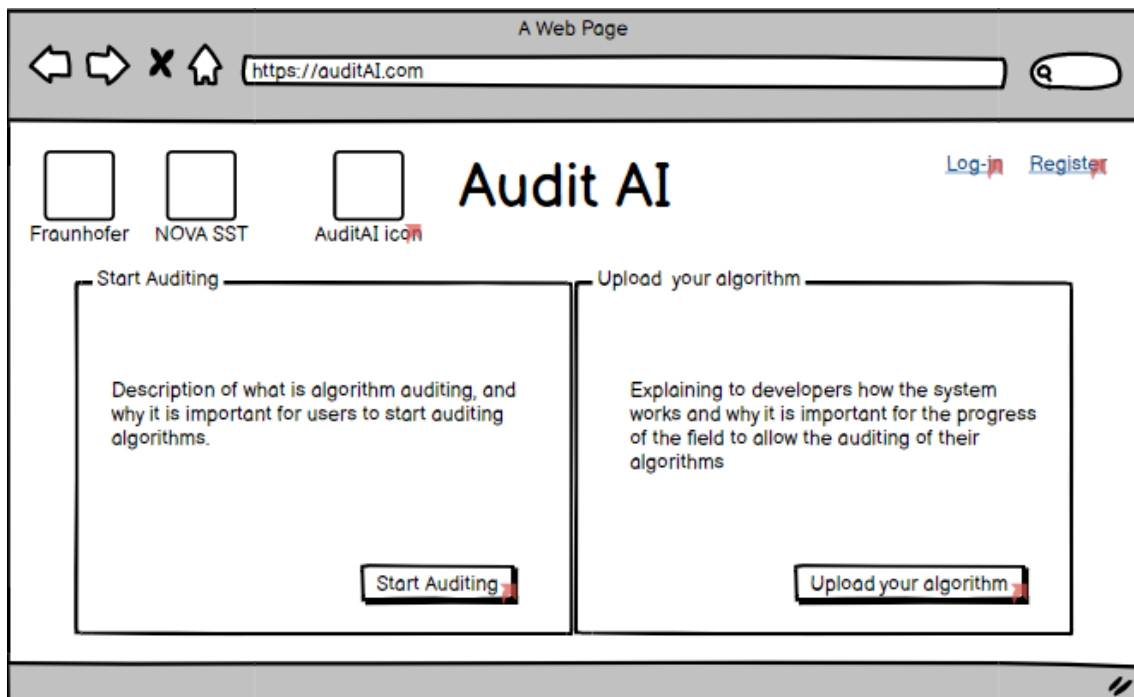 A Web Page
https://auditAI.com
Audit AI
Log-in
Register
Fraunhofer
NOVA SST
AuditAI icon
Start Auditing
Description of what is algorithm auditing, and
why it is important for users to start auditing
algorithms.
Start Auditing
Upload your algorithm
Explaining to developers how the system
works and why it is important for the progress
of the field to allow the auditing of their
algorithms
Upload your algorithm